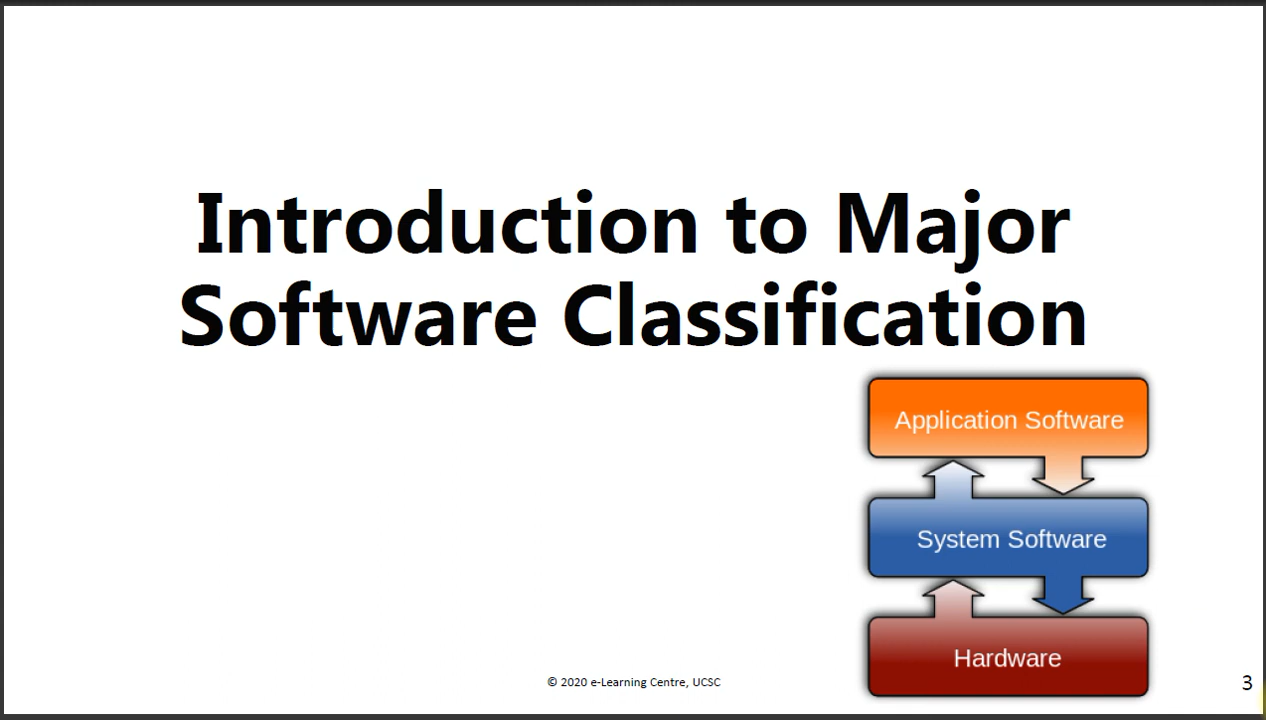 Introduction to Major
Software Classification
Application Software
System Software
Hardware
© 2020 e-Learning Centre, UCSC
3